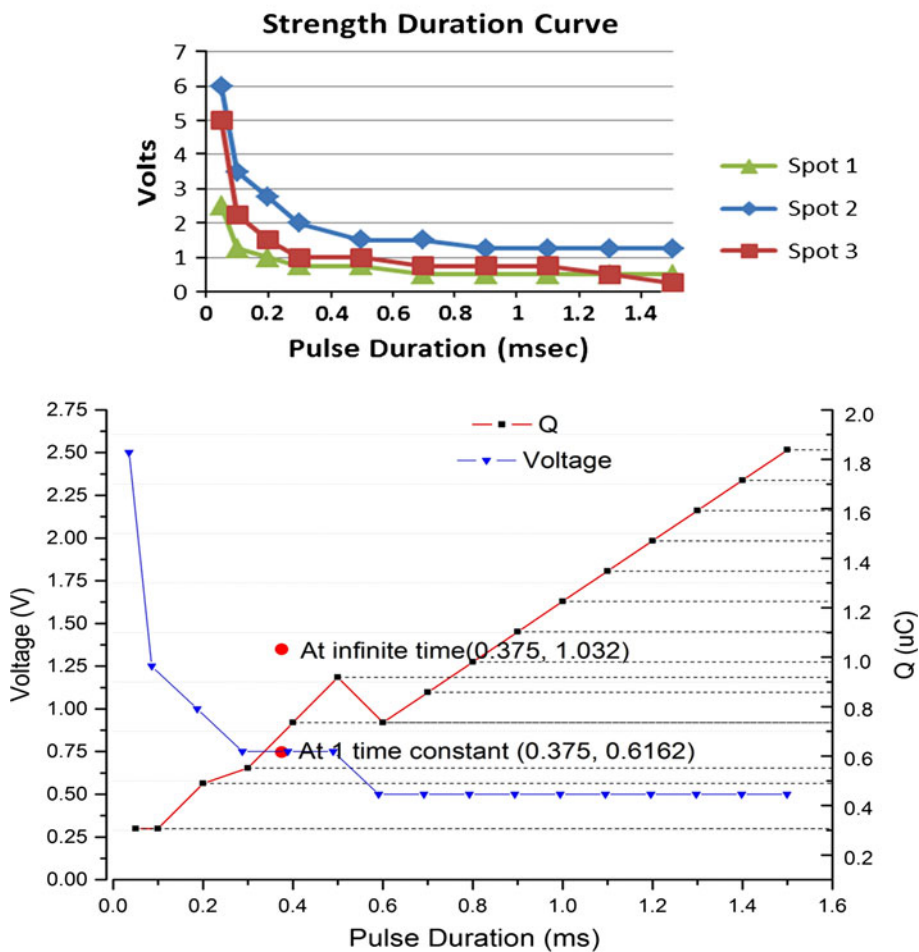 Strength Duration Curve
7
6
5
4
3
2
1
0
Volts
0 0.2 0.4 0.6 0.8 1 1.2 1.4
Pulse Duration (msec)
Spot 1
Spot 2
Spot 3
2.75
2.50
2.25
2.00
1.75
1.50
1.25
1.00
0.75
0.50
0.25
0.00
Voltage (V)
Q
Voltage
At infinite time(0.375, 1.032)
At 1 time constant (0.375, 0.6162)
2.0
1.8
1.6
1.4
1.2
1.0
0.8
0.6
0.4
0.2
Q (uC)
0.0 0.2 0.4 0.6 0.8 1.0 1.2 1.4 1.6
Pulse Duration (ms)